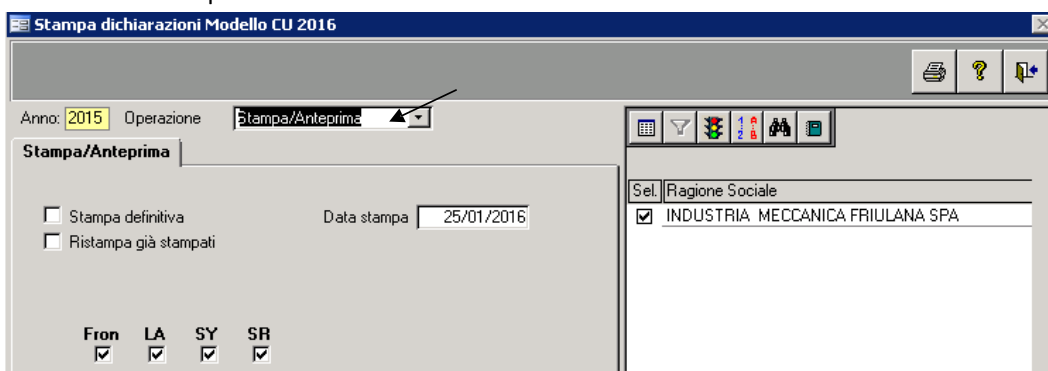 Stampa dichiarazioni Modello CU 2016
Anno: 2015 Operazione Stampa/Anteprima
Stampa/Anteprima
Sel. Ragione Sociale
Stampa definitiva Data stampa 25/01/2016
INDUSTRIA MECCANICA FRIULANA SPA
Ristampa già stampati
Fron LA SY SR